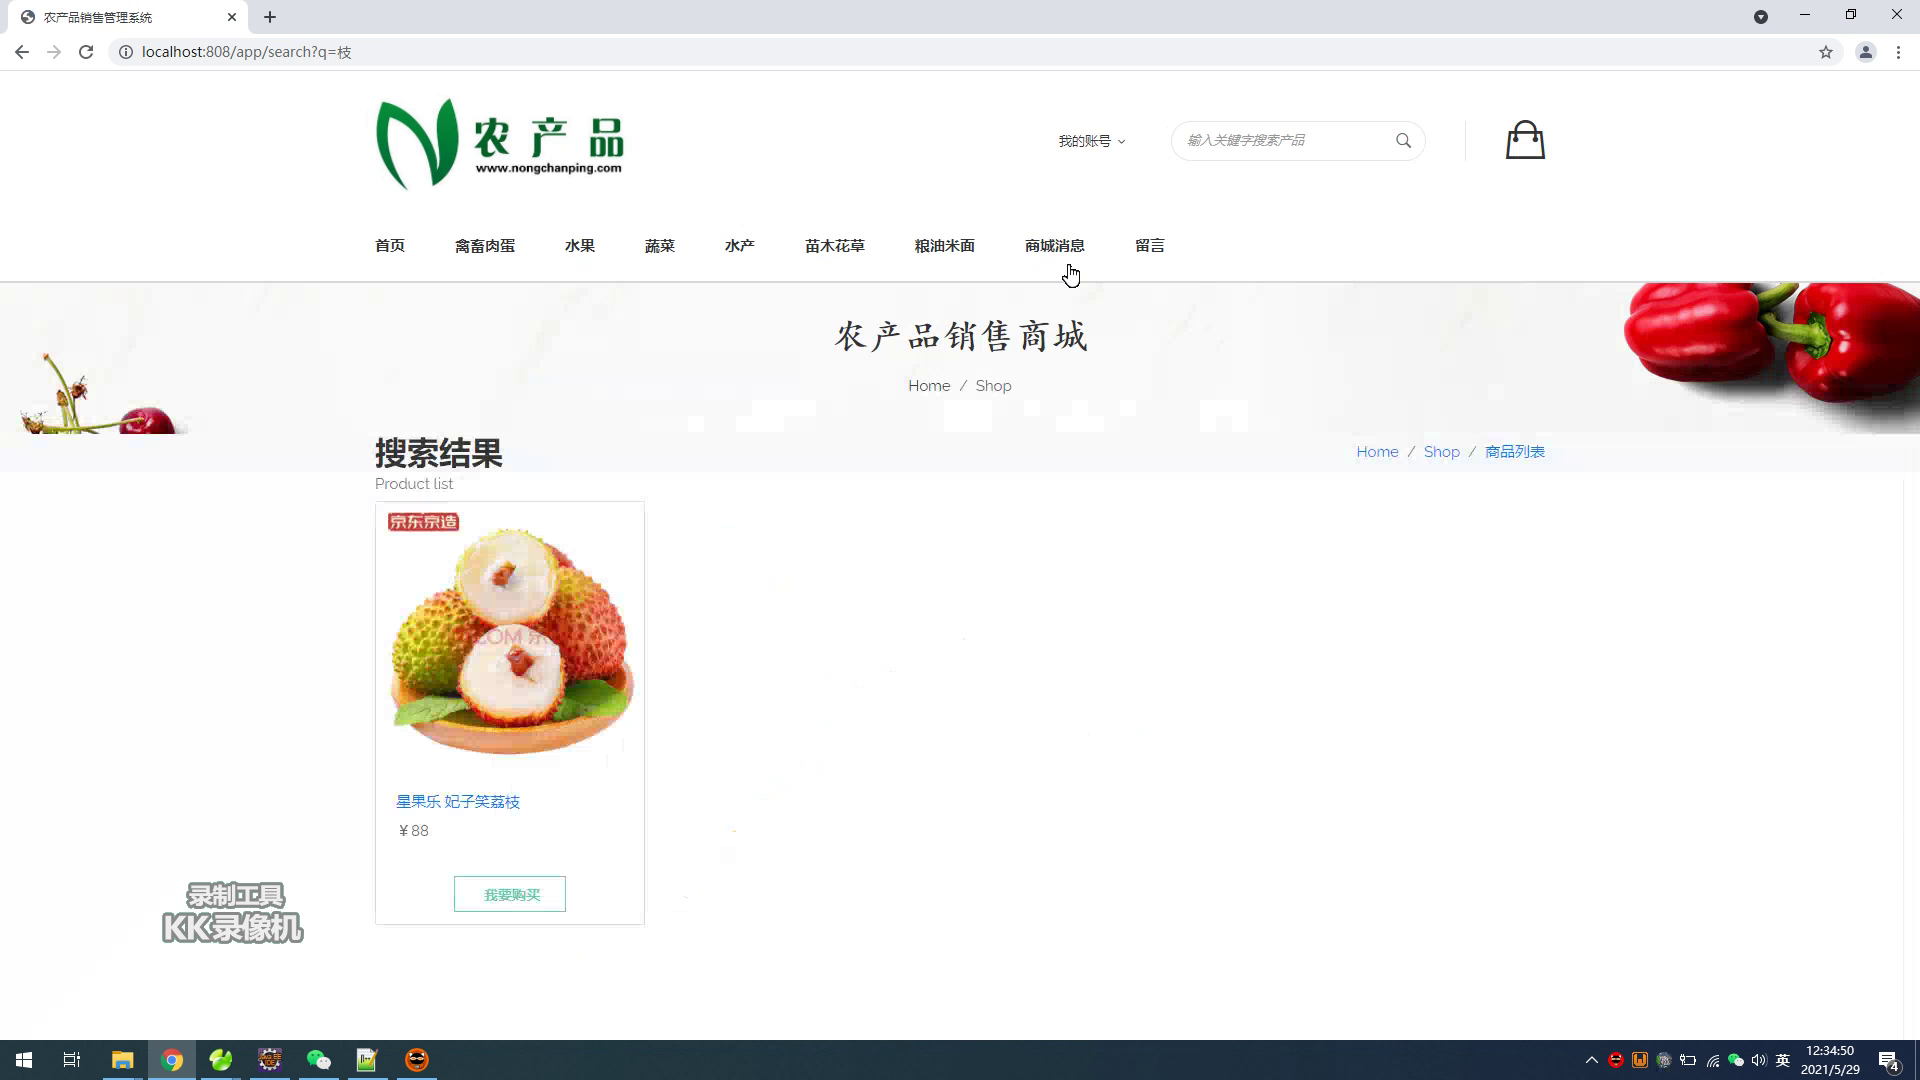 农产品销售管理系统
localhost:808/app/search?q=枝
农产品
www.nongchanping.com
我的账号
输入关键字搜索产品
首页 禽畜肉蛋 水果 蔬菜 水产 苗木花草 粮油米面 商城消息 留言
农产品销售商城
Home / Shop
搜索结果
Home / Shop / 商品列表
Product list
京东京造
星果乐 妃子笑荔枝
￥88
我要购买
录制工具
KK录像机
英
12:34:50
2021/5/29
4